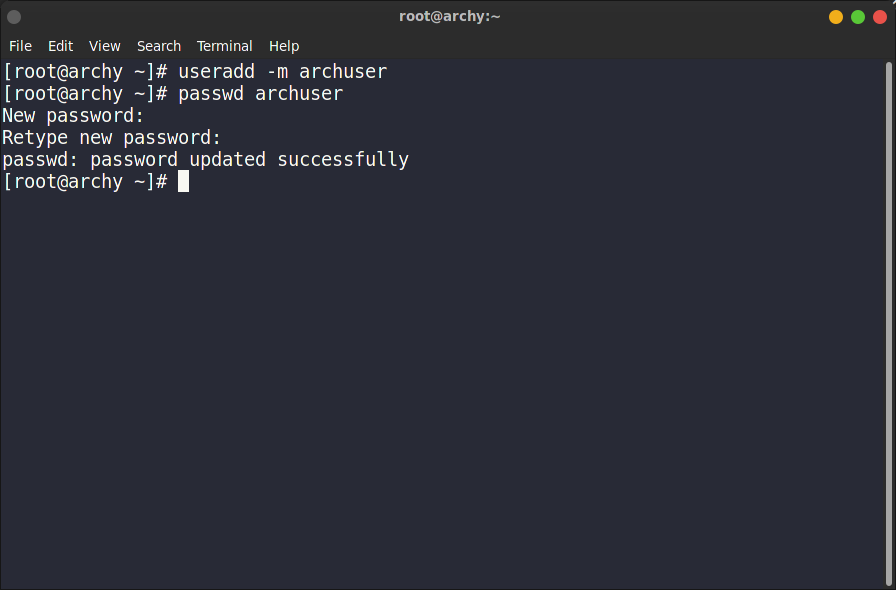 root@archy:~
File Edit View Search Terminal Help
[root@archy ~]# useradd -m archuser
[root@archy ~]# passwd archuser
New password:
Retype new password:
passwd: password updated successfully
[root@archy ~]#